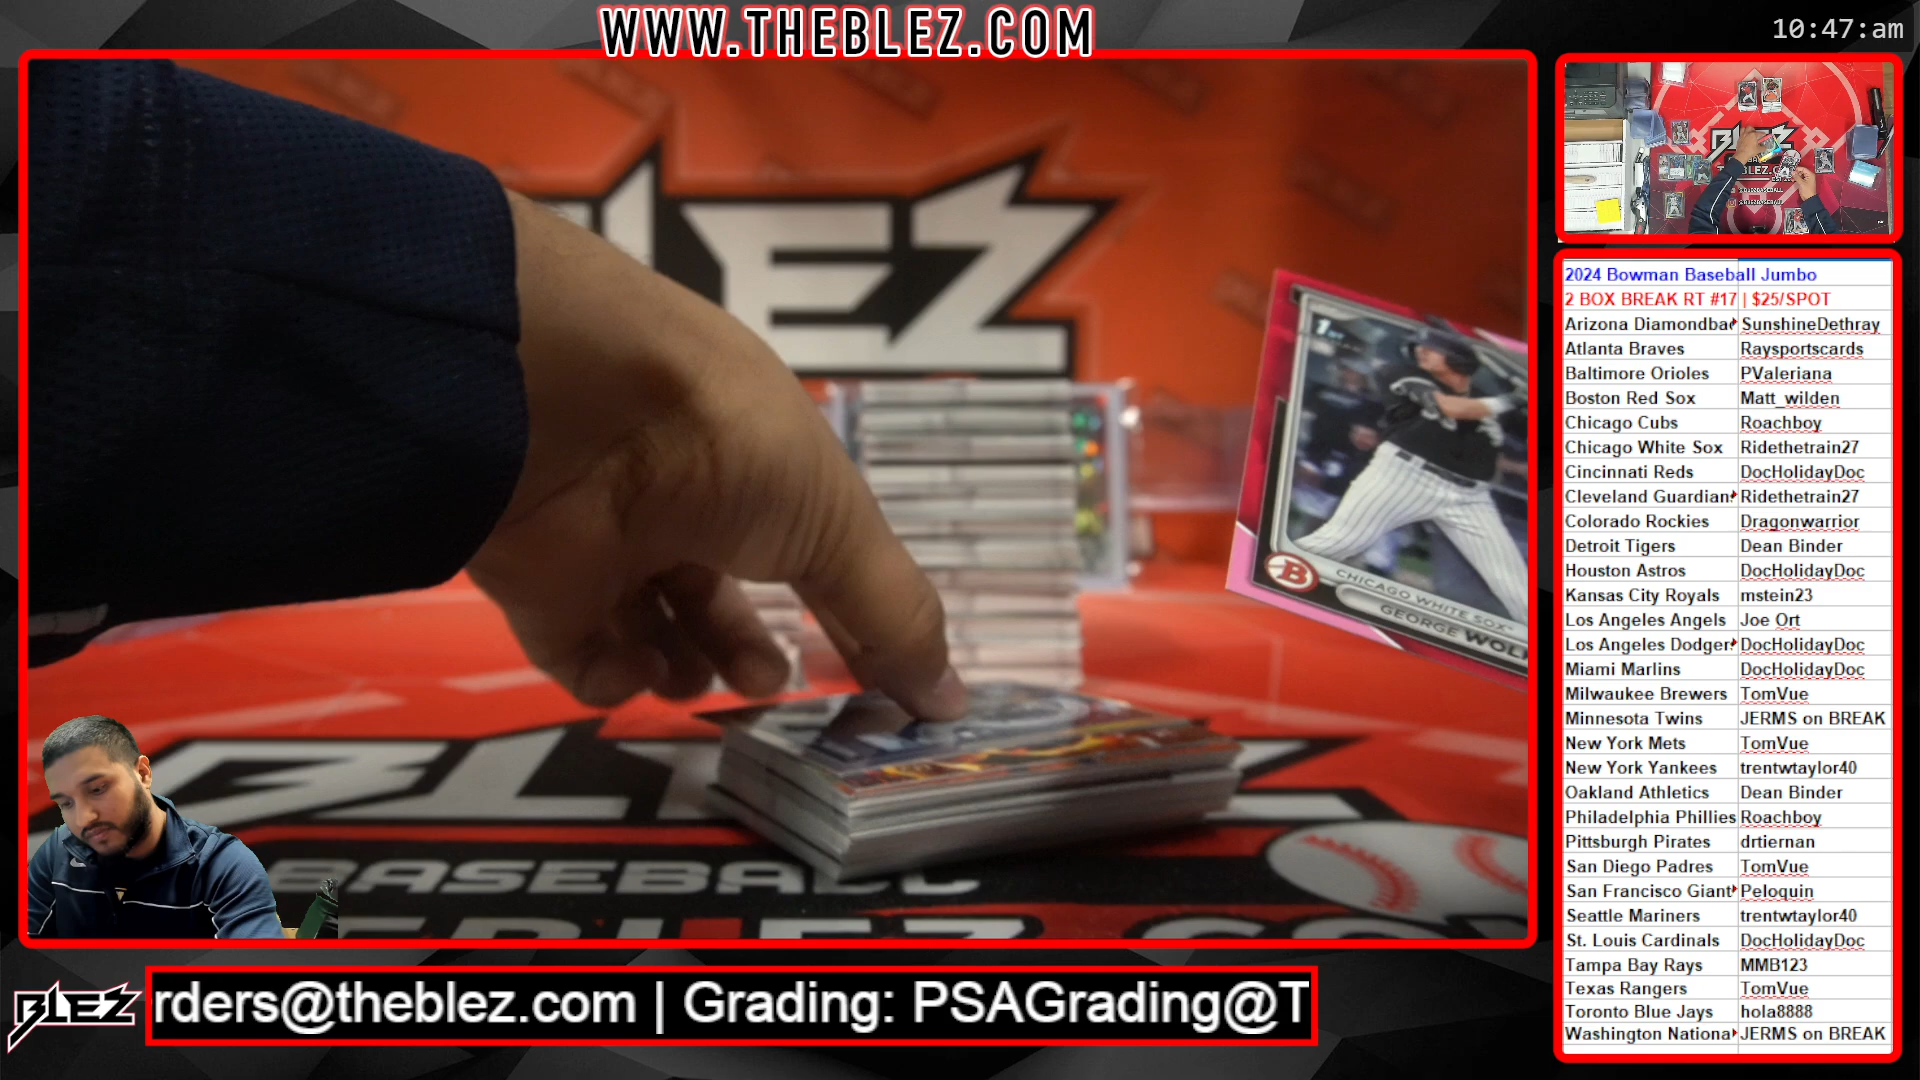 WWW.THEBLEZ.COM
10:47:am
BLEZ
1ST
B
CHICAGO WHITE SOX
GEORGE WOL
BASEBALL
2024 Bowman Baseball Jumbo
2 BOX BREAK RT #17 | $25/SPOT
Arizona Diamondba SunshineDethray
Atlanta Braves Raysportscards
Baltimore Orioles PValeriana
Boston Red Sox Matt_wilden
Chicago Cubs Roachboy
Chicago White Sox Ridethetrain27
Cincinnati Reds DocHolidayDoc
Cleveland Guardian Ridethetrain27
Colorado Rockies Dragonwarrior
Detroit Tigers Dean Binder
Houston Astros DocHolidayDoc
Kansas City Royals mstein23
Los Angeles Angels Joe Ort
Los Angeles Dodger DocHolidayDoc
Miami Marlins DocHolidayDoc
Milwaukee Brewers TomVue
Minnesota Twins JERMS on BREAK
New York Mets TomVue
New York Yankees trentwtaylor40
Oakland Athletics Dean Binder
Philadelphia Phillies Roachboy
Pittsburgh Pirates drtiernan
San Diego Padres TomVue
San Francisco Giant Peloquin
Seattle Mariners trentwtaylor40
St. Louis Cardinals DocHolidayDoc
Tampa Bay Rays MMB123
Texas Rangers TomVue
Toronto Blue Jays hola8888
Washington Nationa JERMS on BREAK
BLEZ
rders@theblez.com | Grading: PSAGrading@T